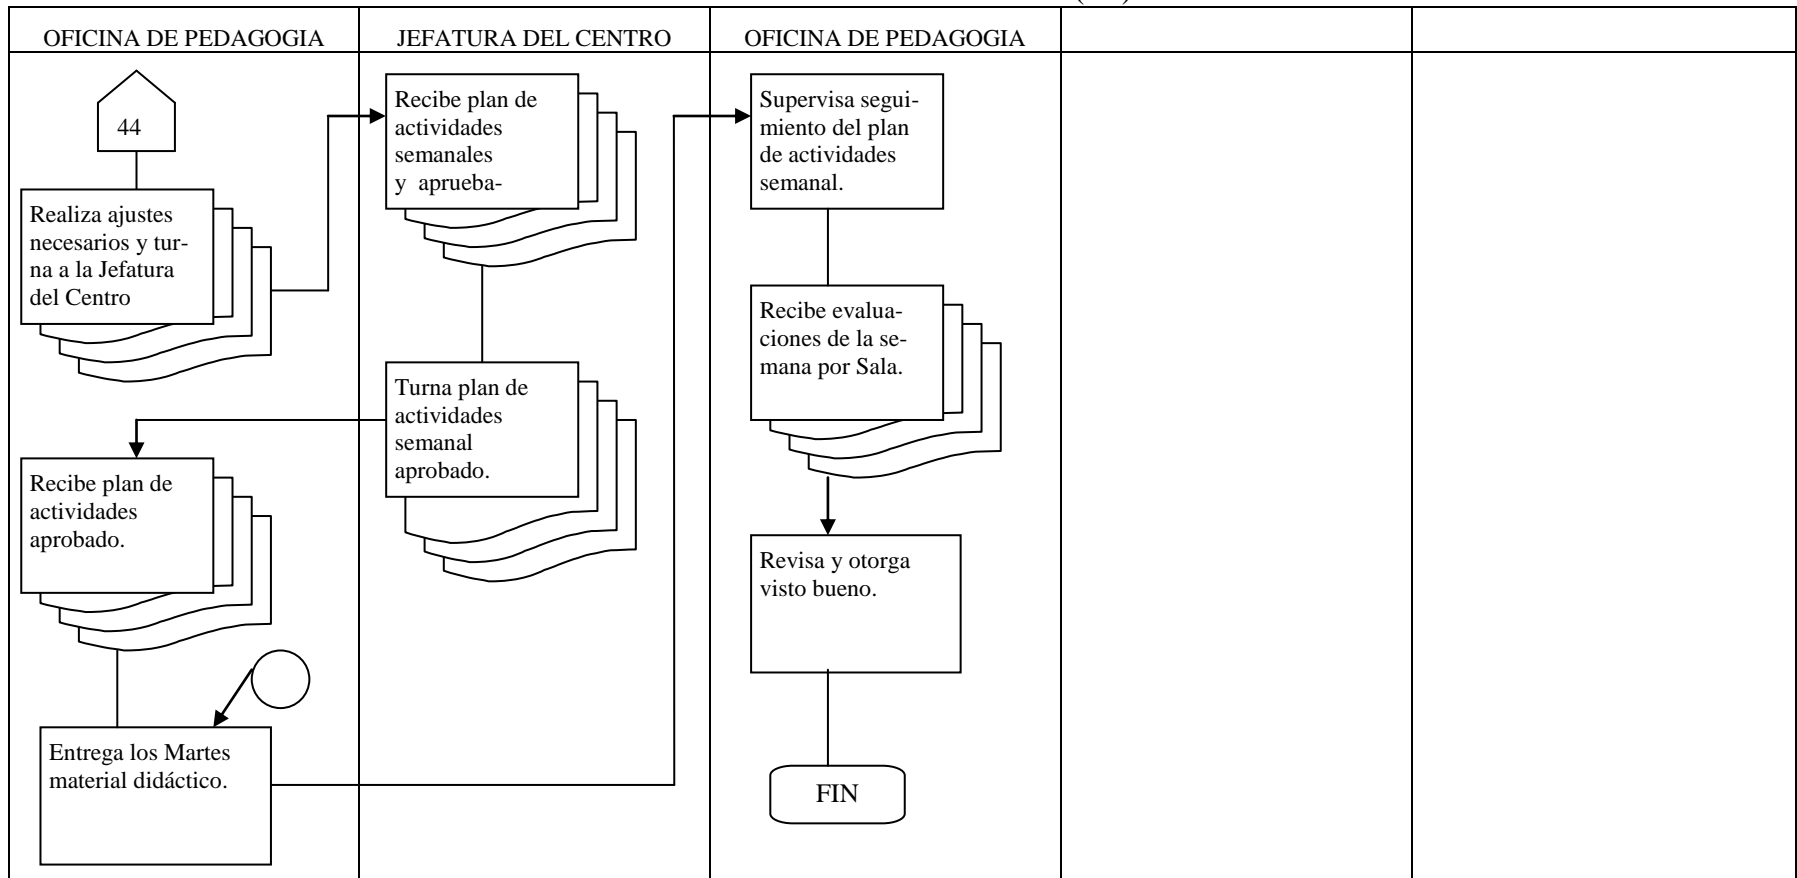 OFICINA DE PEDAGOGIA
JEFATURA DEL CENTRO
OFICINA DE PEDAGOGIA
44
Realiza ajustes
necesarios y tur-
na a la Jefatura
del Centro
Recibe plan de
actividades
aprobado.
Entrega los Martes
material didáctico.
Recibe plan de
actividades
semanales
y aprueba-
Turna plan de
actividades
semanal
aprobado.
Supervisa segui-
miento del plan
de actividades
semanal.
Recibe evalua-
ciones de la se-
mana por Sala.
Revisa y otorga
visto bueno.
FIN